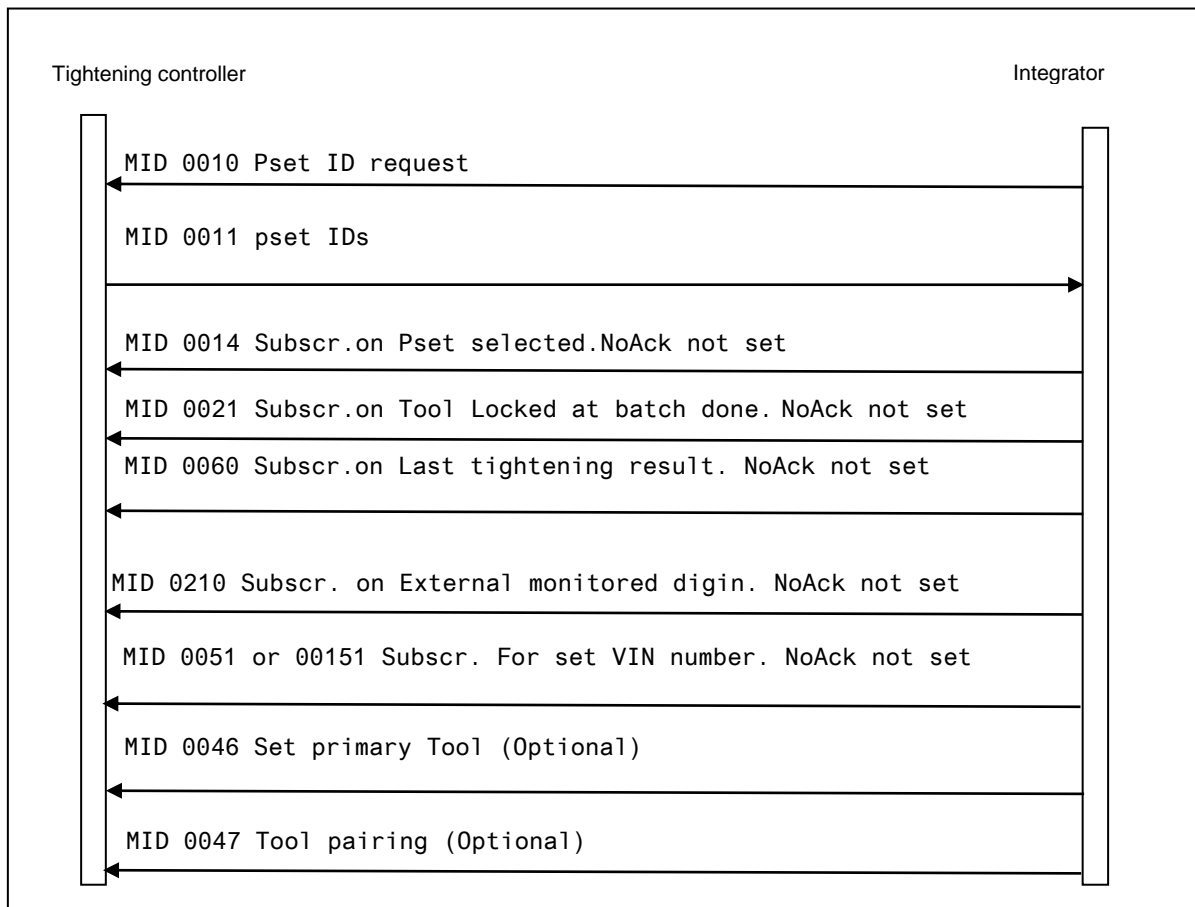 Tightening controller
Integrator
MID 0010 Pset ID request
MID 0011 pset IDs
MID 0014 Subscr.on Pset selected.NoAck not set
MID 0021 Subscr.on Tool Locked at batch done. NoAck not set
MID 0060 Subscr.on Last tightening result. NoAck not set
MID 0210 Subscr. on External monitored digin. NoAck not set
MID 0051 or 00151 Subscr. For set VIN number. NoAck not set
MID 0046 Set primary Tool (Optional)
MID 0047 Tool pairing (Optional)